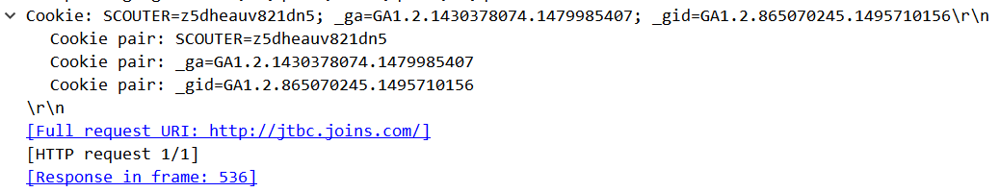 Cookie: SCOUTER=z5dheauv821dn5; _ga=GA1.2.1430378074.1479985407; _gid=GA1.2.865070245.1495710156\r\n
Cookie pair: SCOUTER=z5dheauv821dn5
Cookie pair: _ga=GA1.2.1430378074.1479985407
Cookie pair: _gid=GA1.2.865070245.1495710156
\r\n
[Full request URI: http://jtbc.joins.com/]
[HTTP request 1/1]
[Response in frame: 536]